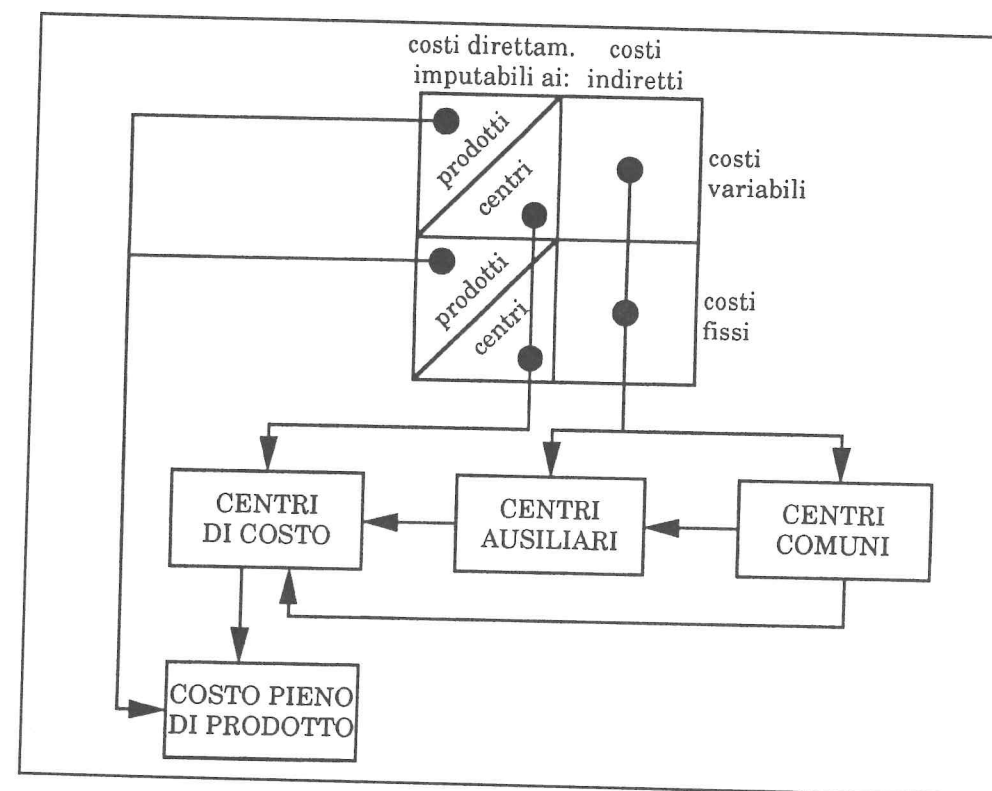 costi direttam.
imputabili ai:
costi
indiretti
prodotti
centri
costi
variabili
prodotti
centri
costi
fissi
CENTRI
DI COSTO
CENTRI
AUSILIARI
CENTRI
COMUNI
COSTO PIENO
DI PRODOTTO